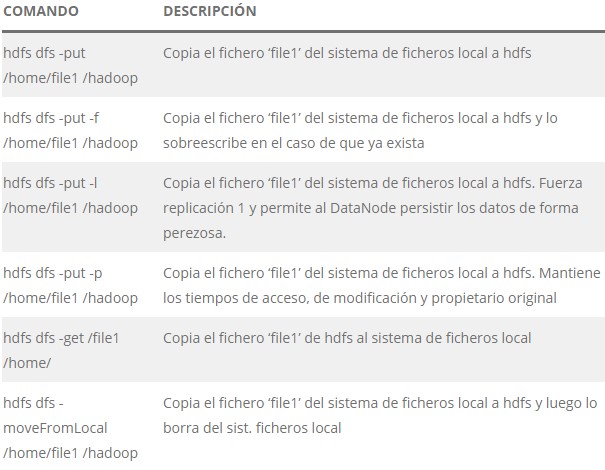 COMANDO DESCRIPCIÓN
hdfs dfs -put Copia el fichero ‘file1’ del sistema de ficheros local a hdfs
/home/file1 /hadoop
hdfs dfs -put -f Copia el fichero ‘file1’ del sistema de ficheros local a hdfs y lo
/home/file1 /hadoop sobreescribe en el caso de que ya exista
hdfs dfs -put -l Copia el fichero ‘file1’ del sistema de ficheros local a hdfs. Fuerza
/home/file1 /hadoop replicación 1 y permite al DataNode persistir los datos de forma
perezosa.
hdfs dfs -put -p Copia el fichero ‘file1’ del sistema de ficheros local a hdfs. Mantiene
/home/file1 /hadoop los tiempos de acceso, de modificación y propietario original
hdfs dfs -get /file1 Copia el fichero ‘file1’ de hdfs al sistema de ficheros local
/home/
hdfs dfs - Copia el fichero ‘file1’ del sistema de ficheros local a hdfs y luego lo
moveFromLocal borra del sist. ficheros local
/home/file1 /hadoop